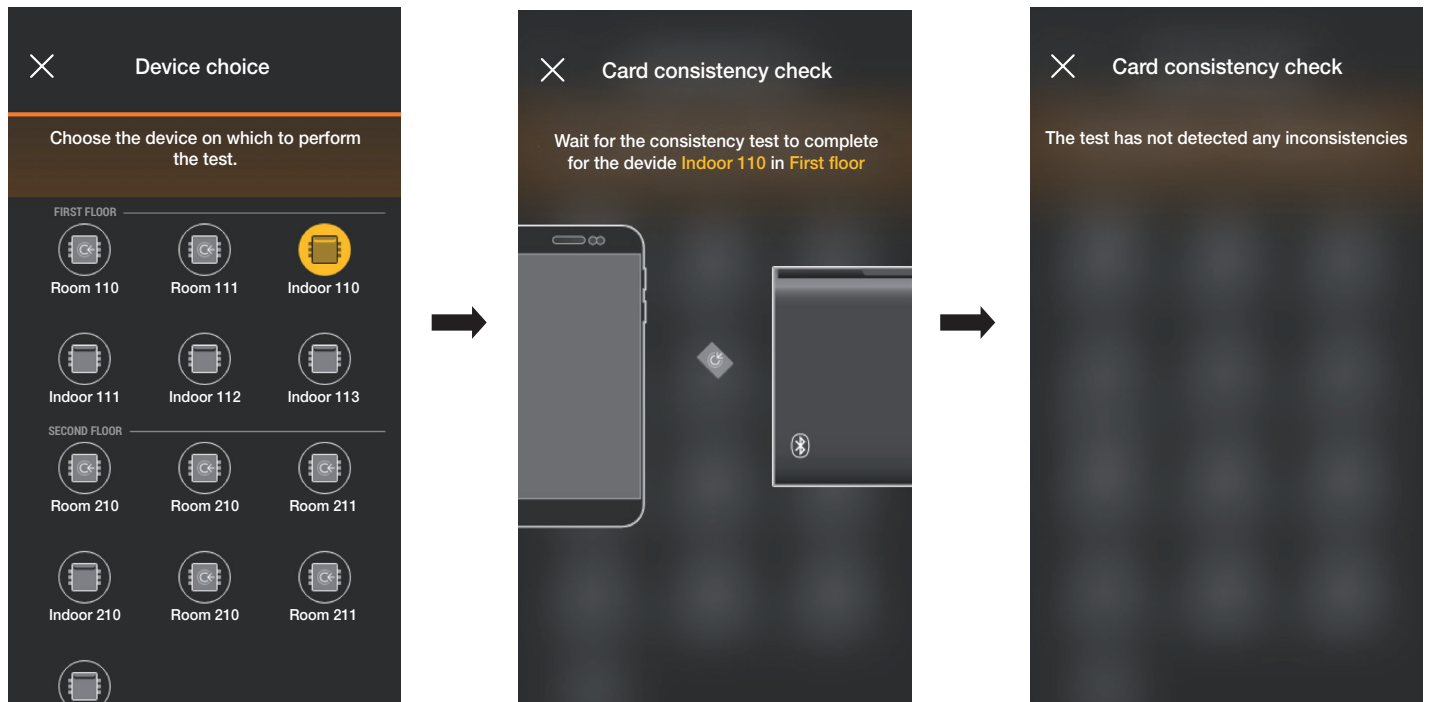 Device choice
Choose the device on which to perform
the test.
FIRST FLOOR
Room 110
Room 111
Indoor 110
Indoor 111
Indoor 112
Indoor 113
SECOND FLOOR
Room 210
Room 210
Room 211
Indoor 210
Room 210
Room 211
Card consistency check
Wait for the consistency test to complete
for the devide Indoor 110 in First floor
Card consistency check
The test has not detected any inconsistencies